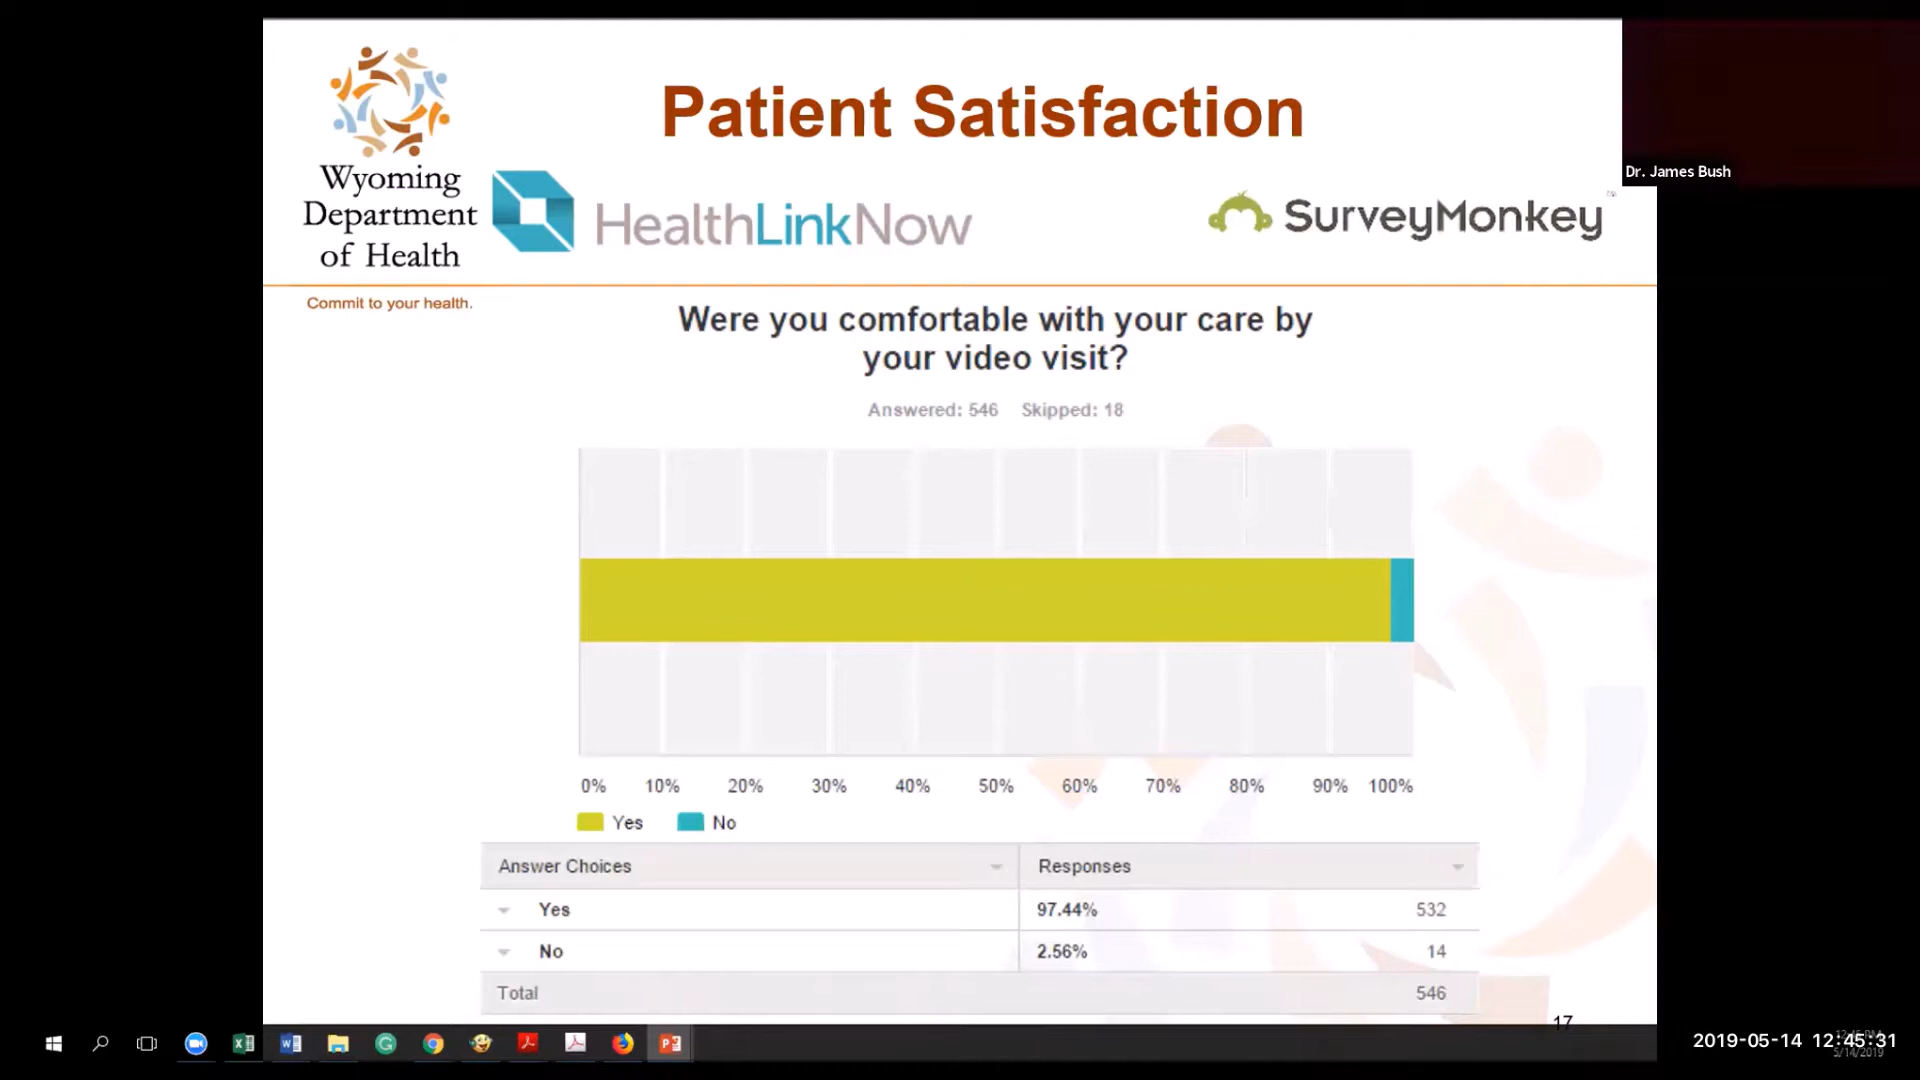 Patient Satisfaction
Dr. James Bush
Wyoming
Department
of Health
HealthLinkNow
SurveyMonkey
Commit to your health.
Were you comfortable with your care by
your video visit?
Answered: 546 Skipped: 18
0% 10% 20% 30% 40% 50% 60% 70% 80% 90% 100%
Yes No
Answer Choices Responses
Yes 97.44% 532
No 2.56% 14
Total 546
17
2019-05-14 12:45:31
5/14/2019